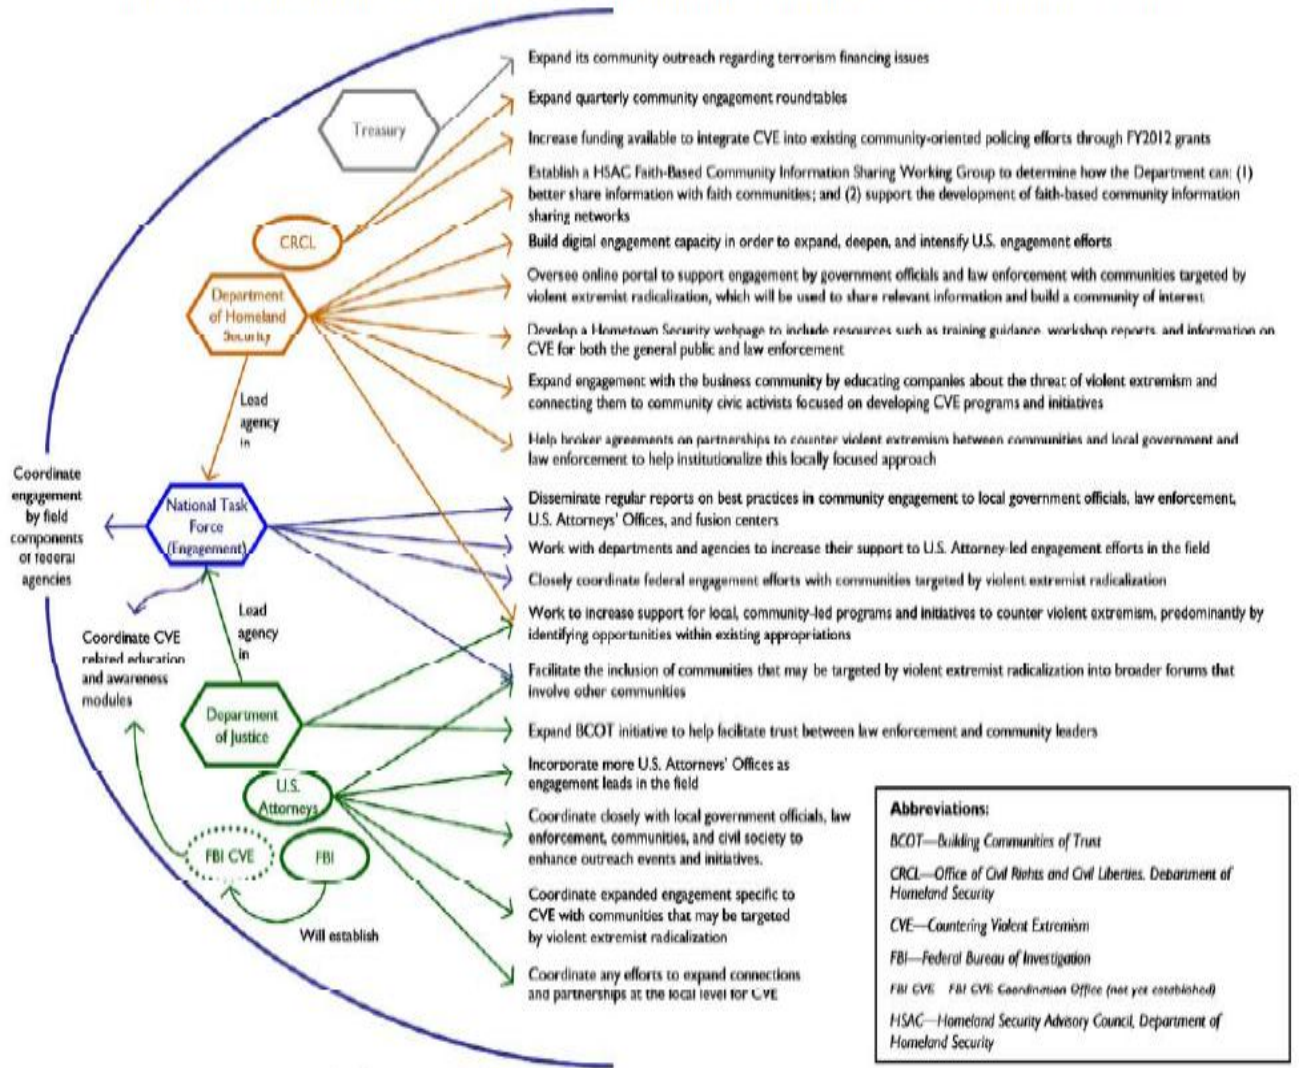 Expand its community outreach regarding terrorism financing issues
Treasury
Expand quarterly community engagement roundtables
Increase funding available to integrate CVE into existing community-oriented policing efforts through FY2012 grants
Establish a HSAC Faith-Based Community Information Sharing Working Group to determine how the Department can: (1)
better share information with faith communities; and (2) support the development of faith-based community information
sharing networks
CRCL
Build digital engagement capacity in order to expand, deepen, and intensify U.S. engagement efforts
Department
of Homeland
Security
Oversee online portal to support engagement by government officials and law enforcement with communities targeted by
violent extremist radicalization, which will be used to share relevant information and build a community of interest.
Develop a Hometown Security webpage to include resources such as training guidance, workshop reports, and information on
CVE for both the general public and law enforcement
Expand engagement with the business community by educating companies about the threat of violent extremism and
connecting them to community civic activists focused on developing CVE programs and initiatives
Lead
agency
in
Help broker agreements on partnerships to counter violent extremism between communities and local government and
law enforcement to help institutionalize this locally focused approach
Coordinate
engagement
by field
components
of federal
agencies
National Task
Force
(Engagement)
Disseminate regular reports on best practices in community engagement to local government officials, law enforcement,
U.S. Attorneys' Offices, and fusion centers
Work with departments and agencies to increase their support to U.S. Attorney-led engagement efforts in the field
Closely coordinate federal engagement efforts with communities targeted by violent extremist radicalization
Lead
agency
in
Work to increase support for local, community-led programs and initiatives to counter violent extremism, predominantly by
identifying opportunities within existing appropriations
Coordinate CVE
related education
and awareness
modules
Facilitate the inclusion of communities that may be targeted by violent extremist radicalization into broader forums that
involve other communities
Department
of Justice
Expand BCOT initiative to help facilitate trust between law enforcement and community leaders
U.S.
Attorneys
Incorporate more U.S. Attorneys' Offices as
engagement leads in the field
Coordinate closely with local government officials, law
enforcement, communities, and civil society to
enhance outreach events and initiatives.
FBI CVE
FBI
Coordinate expanded engagement specific to
CVE with communities that may be targeted
by violent extremist radicalization
Will establish
Coordinate any efforts to expand connections
and partnerships at the local level for CVE
Abbreviations:
BCOT—Building Communities of Trust
CRCL—Office of Civil Rights and Civil Liberties, Department of
Homeland Security
CVE—Countering Violent Extremism
FBI—Federal Bureau of Investigation
FBI CVE—FBI CVE Coordination Office (not yet established)
HSAC—Homeland Security Advisory Council, Department of
Homeland Security